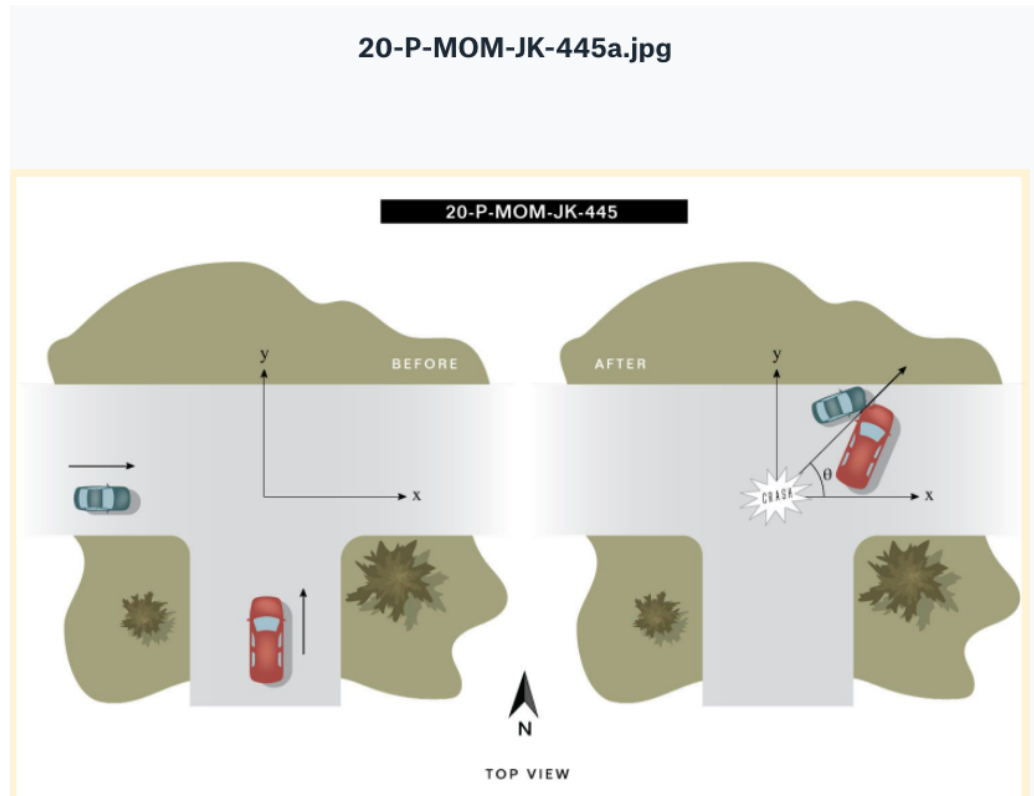 20-P-MOM-JK-445a.jpg
20-P-MOM-JK-445
y
BEFORE
x
y
AFTER
θ
CRASH
x
N
TOP VIEW